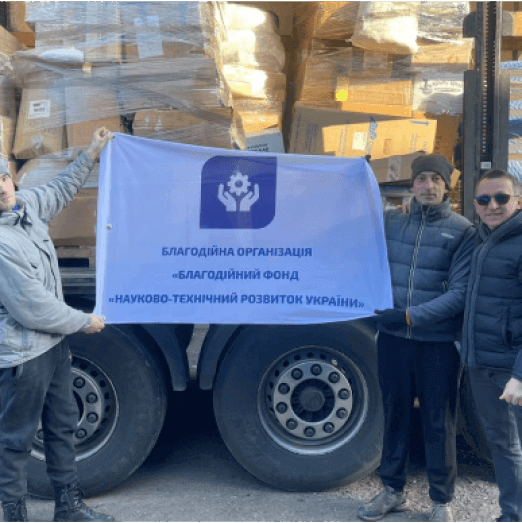 БЛАГОДІЙНА ОРГАНІЗАЦІЯ
«БЛАГОДІЙНИЙ ФОНД
«НАУКОВО-ТЕХНІЧНИЙ РОЗВИТОК УКРАЇНИ»